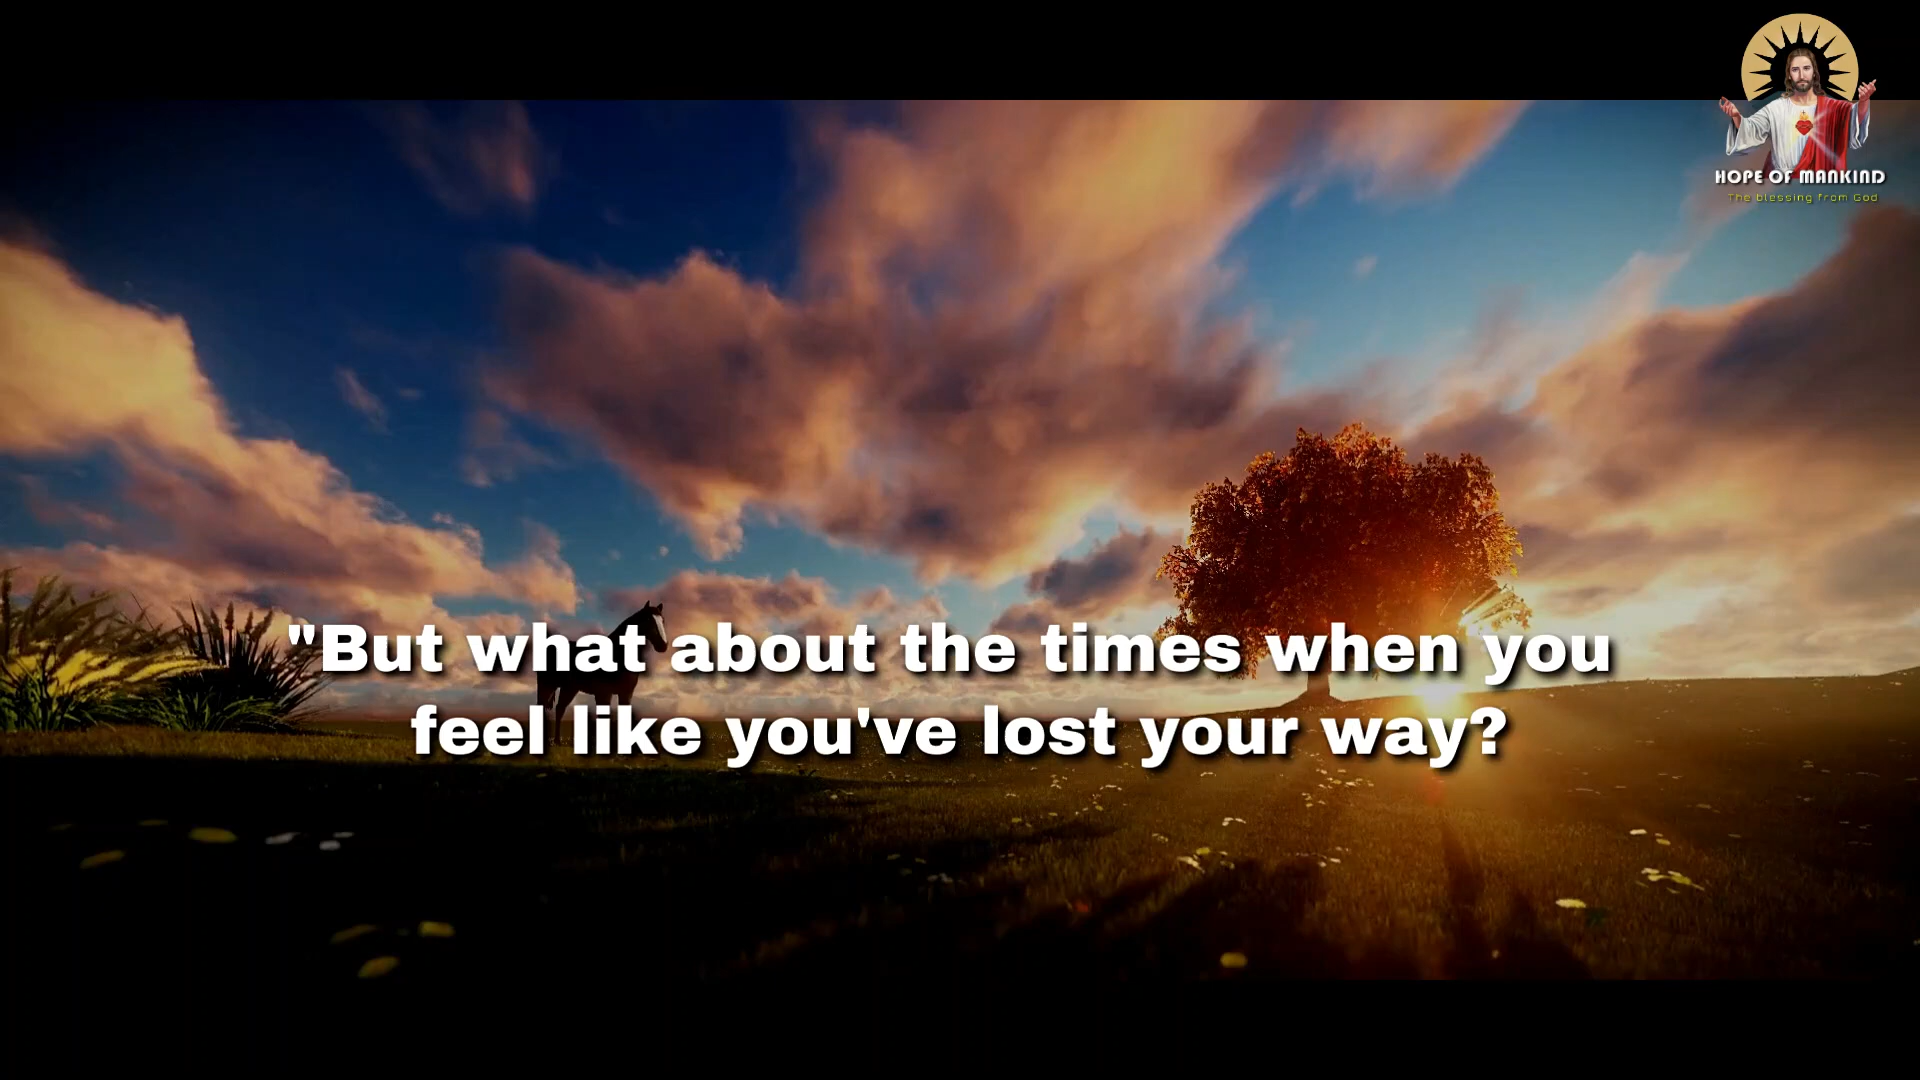 HOPE OF MANKIND
The blessing from God
"But what about the times when you
feel like you've lost your way?